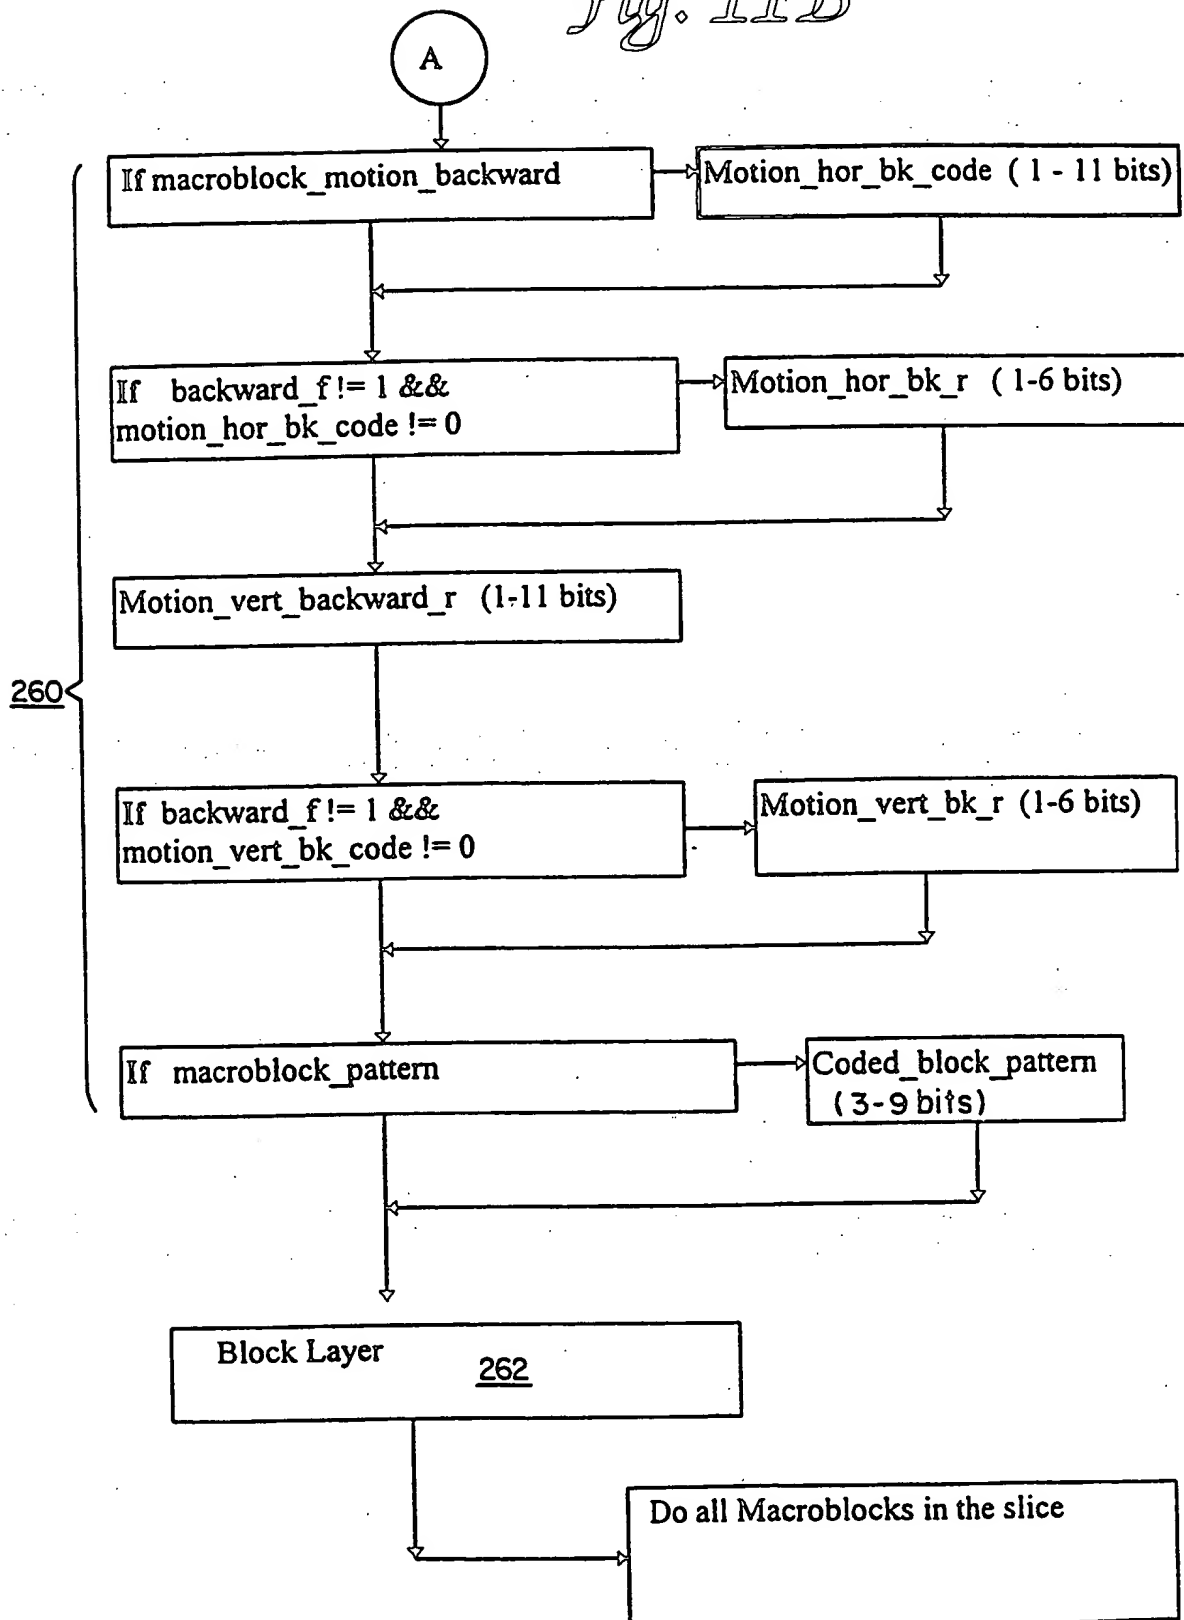 Fig. 11B
A
If macroblock_motion_backward
Motion_hor_bk_code ( 1 - 11 bits)
If backward_f != 1 &&
motion_hor_bk_code != 0
Motion_hor_bk_r ( 1-6 bits)
Motion_vert_backward_r (1-11 bits)
260
If backward_f != 1 &&
motion_vert_bk_code != 0
Motion_vert_bk_r (1-6 bits)
If macroblock_pattern
Coded_block_pattern
(3-9 bits)
Block Layer
262
Do all Macroblocks in the slice